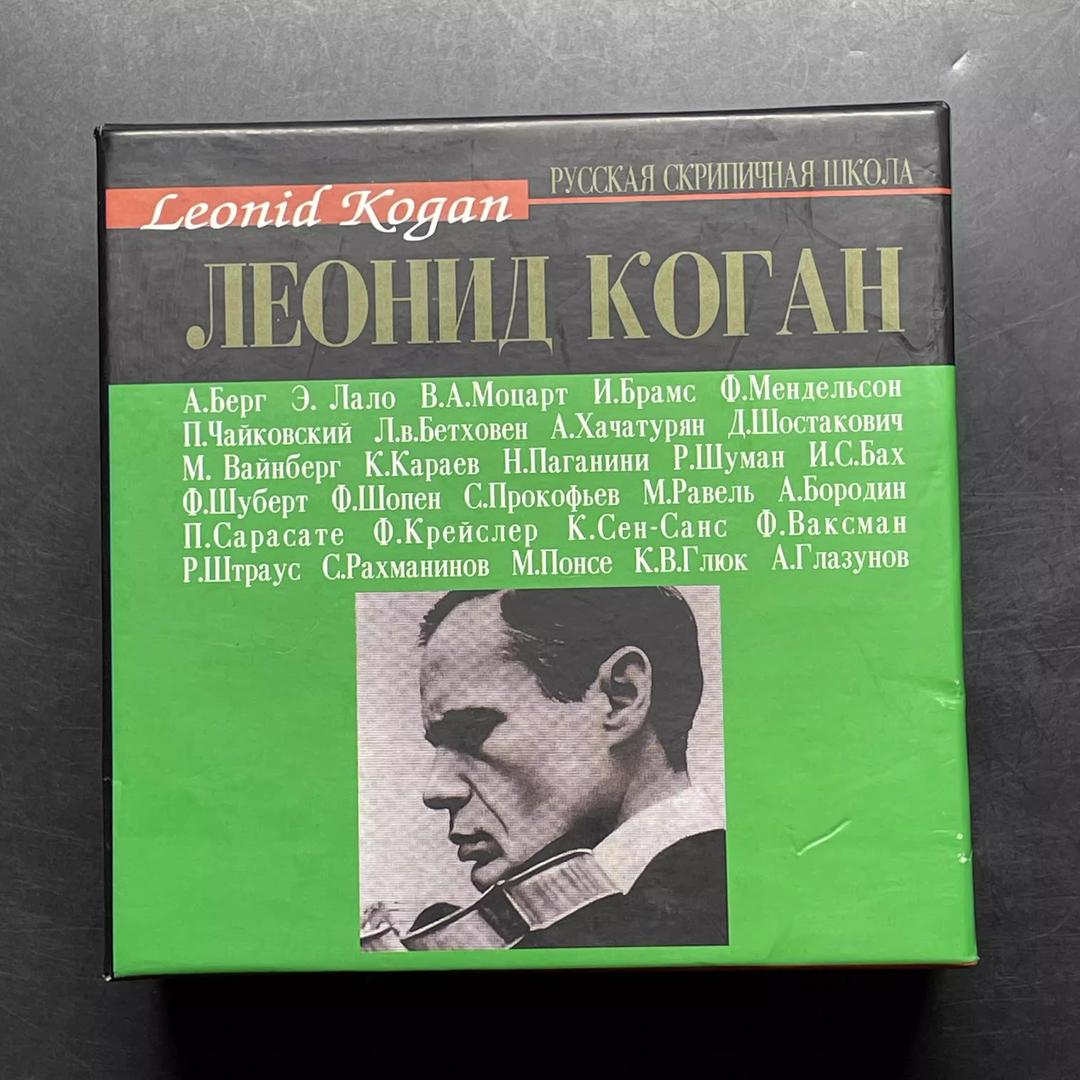 РУССКАЯ СКРИПИЧНАЯ ШКОЛА
Leonid Kogan
ЛЕОНИД КОГАН
А.Берг Э. Лало В.А.Моцарт И.Брамс Ф.Мендельсон
П.Чайковский Л.в.Бетховен А.Хачатурян Д.Шостакович
М. Вайнберг К.Караев Н.Паганини Р.Шуман И.С.Бах
Ф.Шуберт Ф.Шопен С.Прокофьев М.Равель А.Бородин
П.Сарасате Ф.Крейслер К.Сен-Санс Ф.Ваксман
Р.Штраус С.Рахманинов М.Понсе К.В.Глюк А.Глазунов